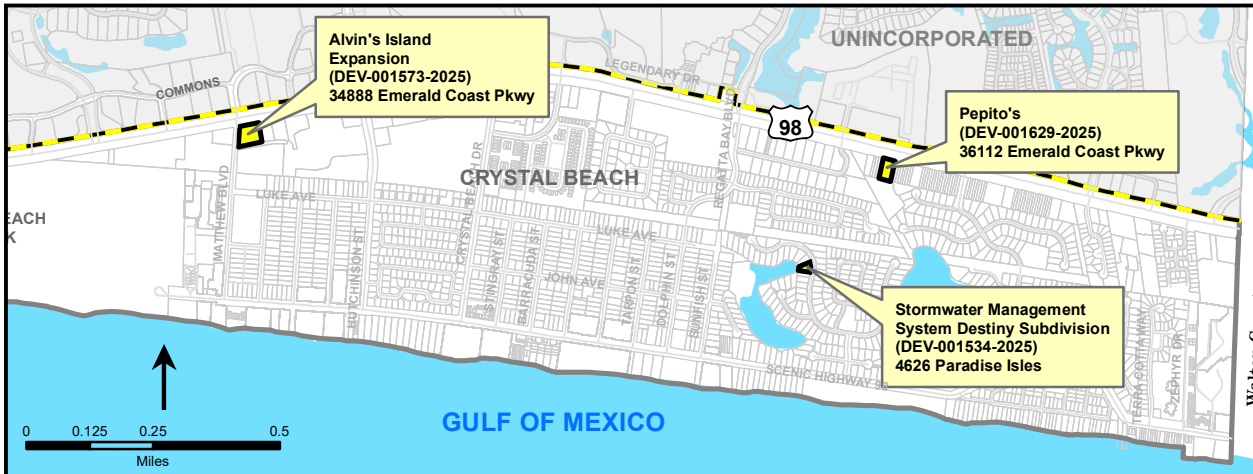 Alvin's Island
Expansion
(DEV-001573-2025)
34888 Emerald Coast Pkwy
UNINCORPORATED
LEGENDARY DR
COMMONS
98
REGATTA BAY BLVD
Pepito's
(DEV-001629-2025)
36112 Emerald Coast Pkwy
CRYSTAL BEACH
CRYSTAL BEACH DR
MATTHEW BLVD
LUKE AVE
LUKE AVE
EACH
K
HUTCHINSON ST
STINGRAY ST
BARRACUDA ST
JOHN AVE
TARPON ST
DOLPHIN ST
SUNFISH ST
Stormwater Management
System Destiny Subdivision
(DEV-001534-2025)
4626 Paradise Isles
SCENIC HIGHWAY 98
TERRA COTTA WAY
ZEPHYR DR
Walton
GULF OF MEXICO
0 0.125 0.25 0.5
Miles